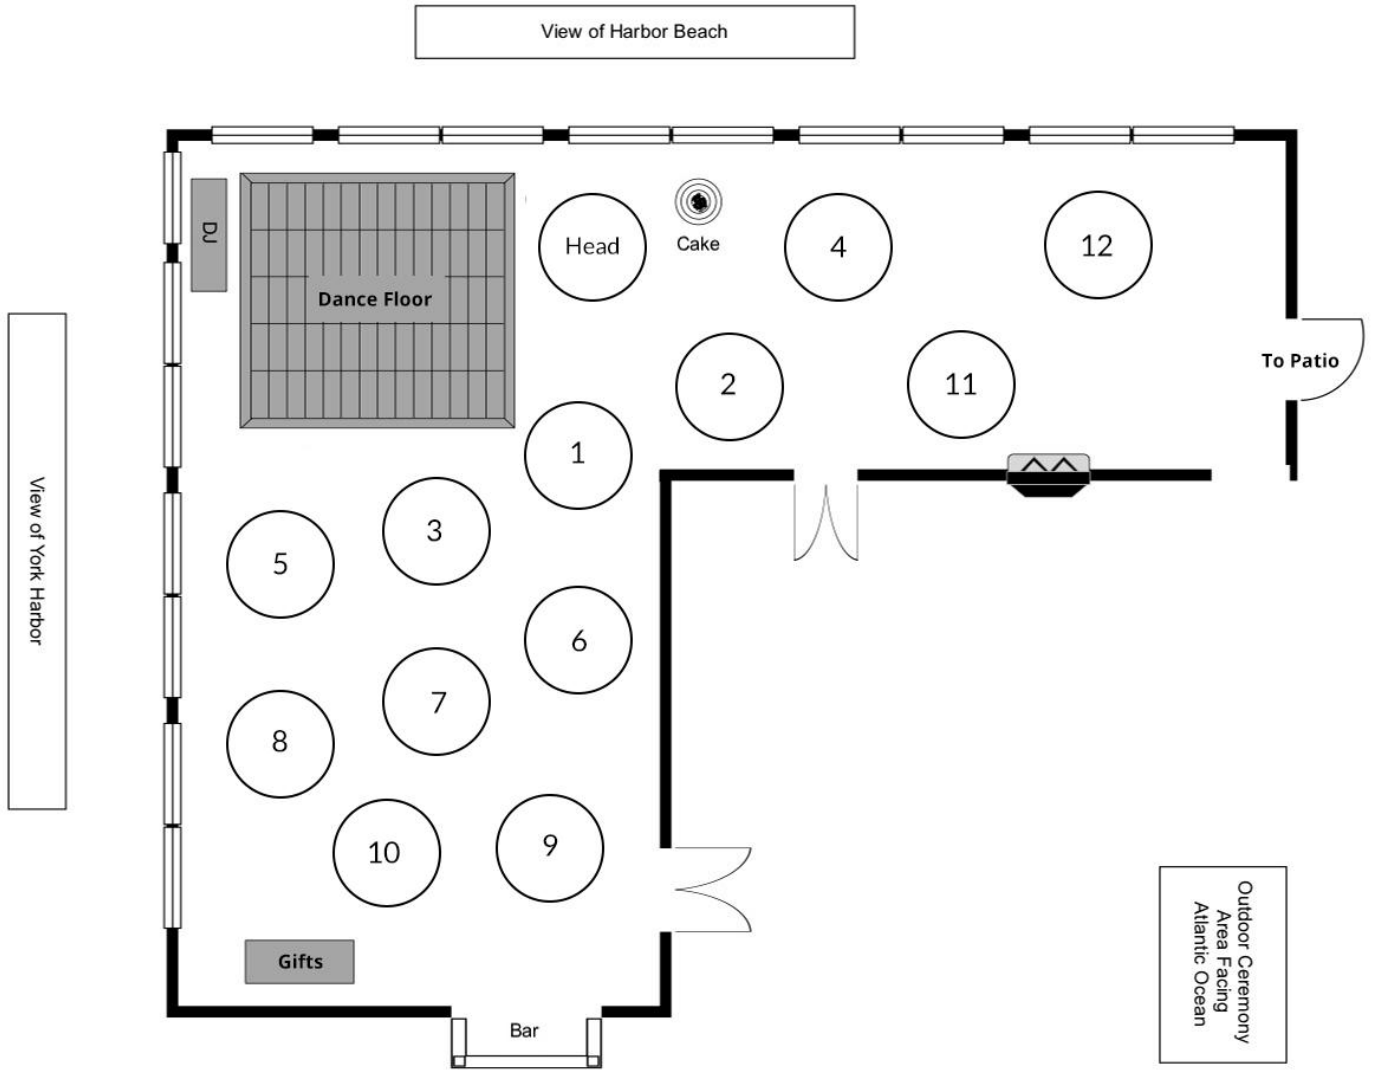 View of Harbor Beach
DJ
Head
Cake
4
12
Dance Floor
To Patio
2
11
1
3
5
View of York Harbor
6
7
8
10
9
Gifts
Outdoor Ceremony
Area Facing
Atlantic Ocean
Bar